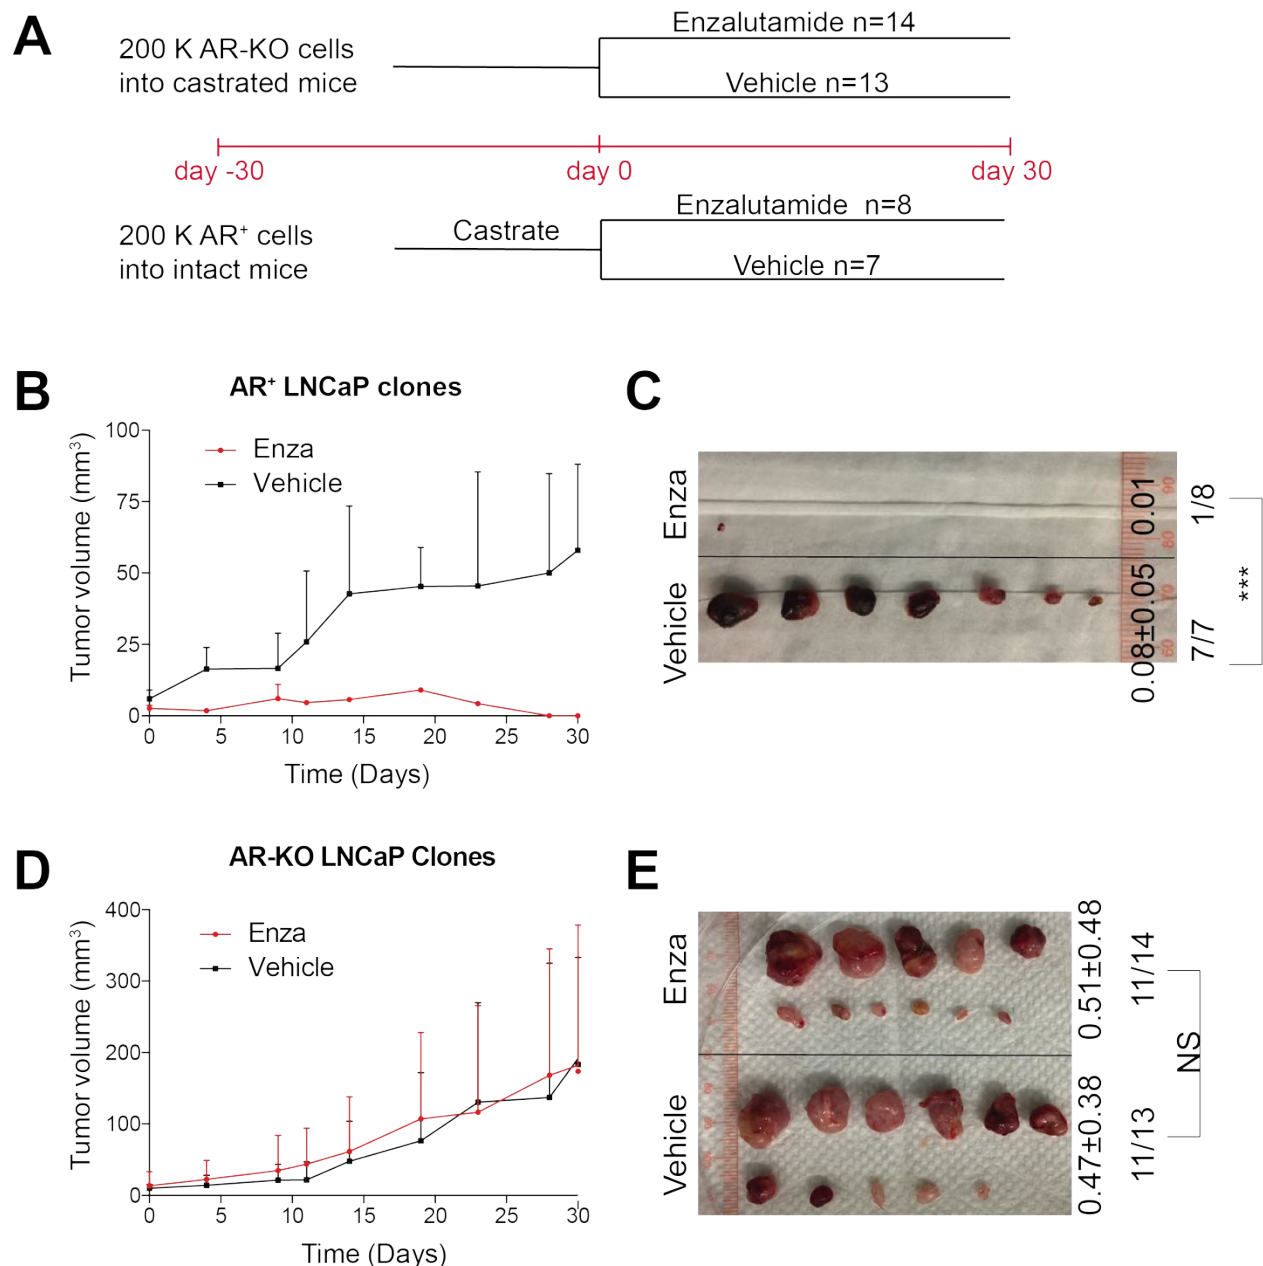 A
200 K AR-KO cells
into castrated mice
Enzalutamide n=14
Vehicle n=13
day -30
day 0
day 30
200 K AR⁺ cells
into intact mice
Castrate
Enzalutamide n=8
Vehicle n=7
B
AR⁺ LNCaP clones
Enza
Vehicle
Tumor volume (mm³)
100
75
50
25
0
0 5 10 15 20 25 30
Time (Days)
C
Enza
Vehicle
0.01
0.08±0.05
90
80
70
60
1/8
7/7
***
D
AR-KO LNCaP Clones
Enza
Vehicle
Tumor volume (mm³)
400
300
200
100
0
0 5 10 15 20 25 30
Time (Days)
E
Enza
Vehicle
0.51±0.48
0.47±0.38
11/14
11/13
NS